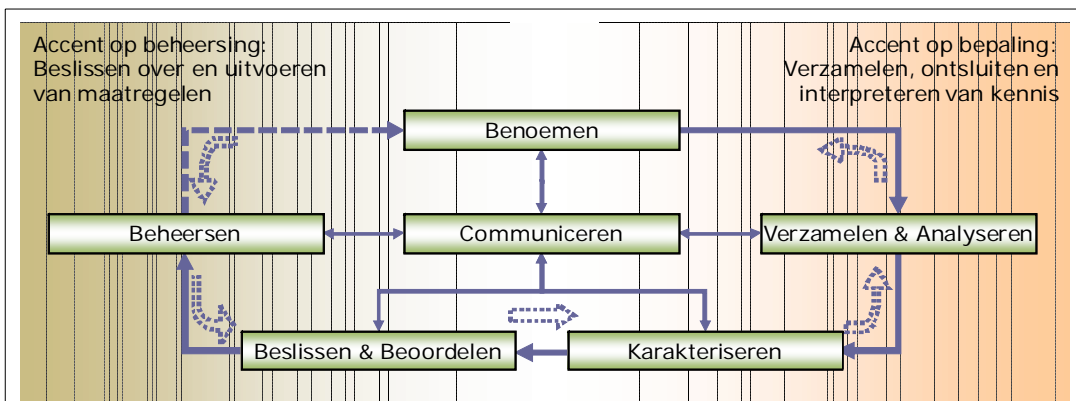 Accent op beheersing:
Beslissen over en uitvoeren
van maatregelen
Accent op bepaling:
Verzamelen, ontsluiten en
interpreteren van kennis
Benoemen
Beheersen
Communiceren
Verzamelen & Analyseren
Beslissen & Beoordelen
Karakteriseren